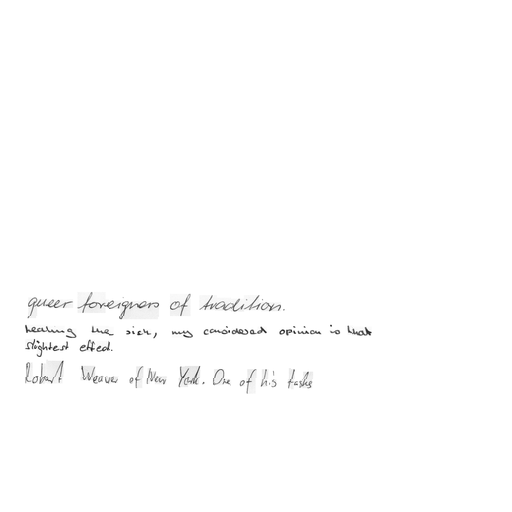 queer foreigners of tradition.
healing the sick, my considered opinion is that
slightest effect.
Robert Weaver of New York. One of his tasks